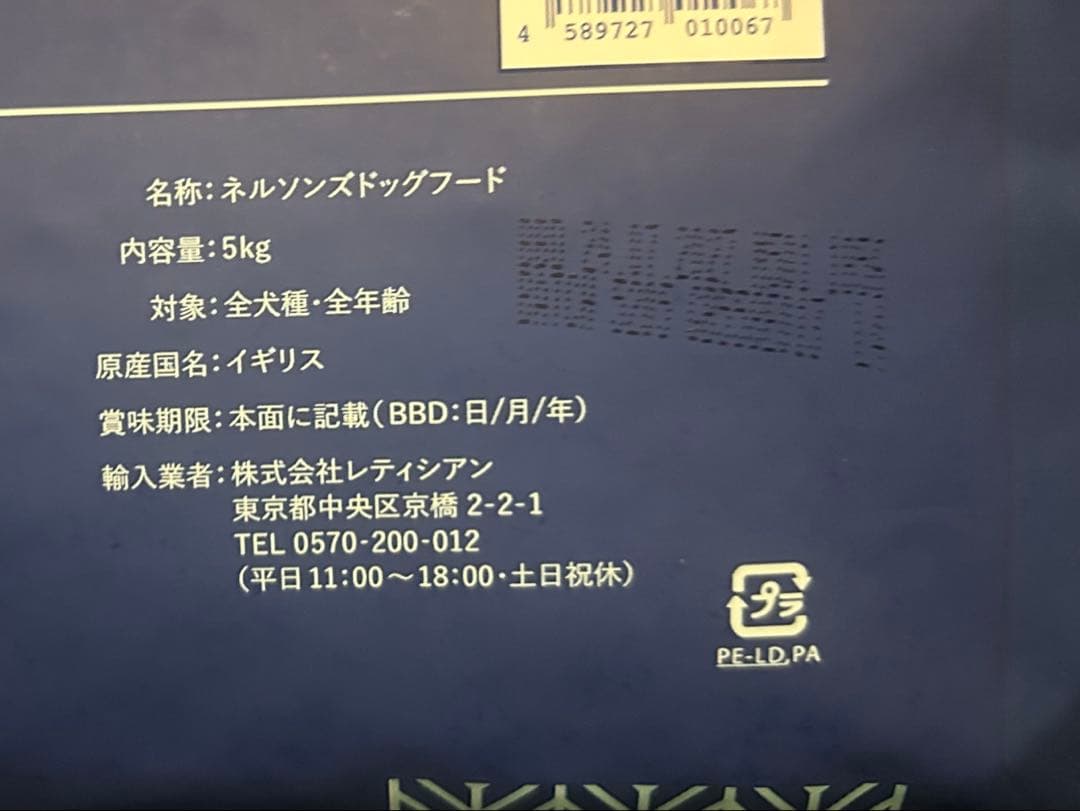 4 589727 010067
名称：ネルソンズドッグフード
内容量：5kg
対象：全犬種・全年齢
原産国名：イギリス
賞味期限：本面に記載（BBD：日/月/年）
輸入業者：株式会社レティシアン
東京都中央区京橋 2-2-1
TEL 0570-200-012
（平日11：00〜18：00・土日祝休）
プラ
PE-LD,PA